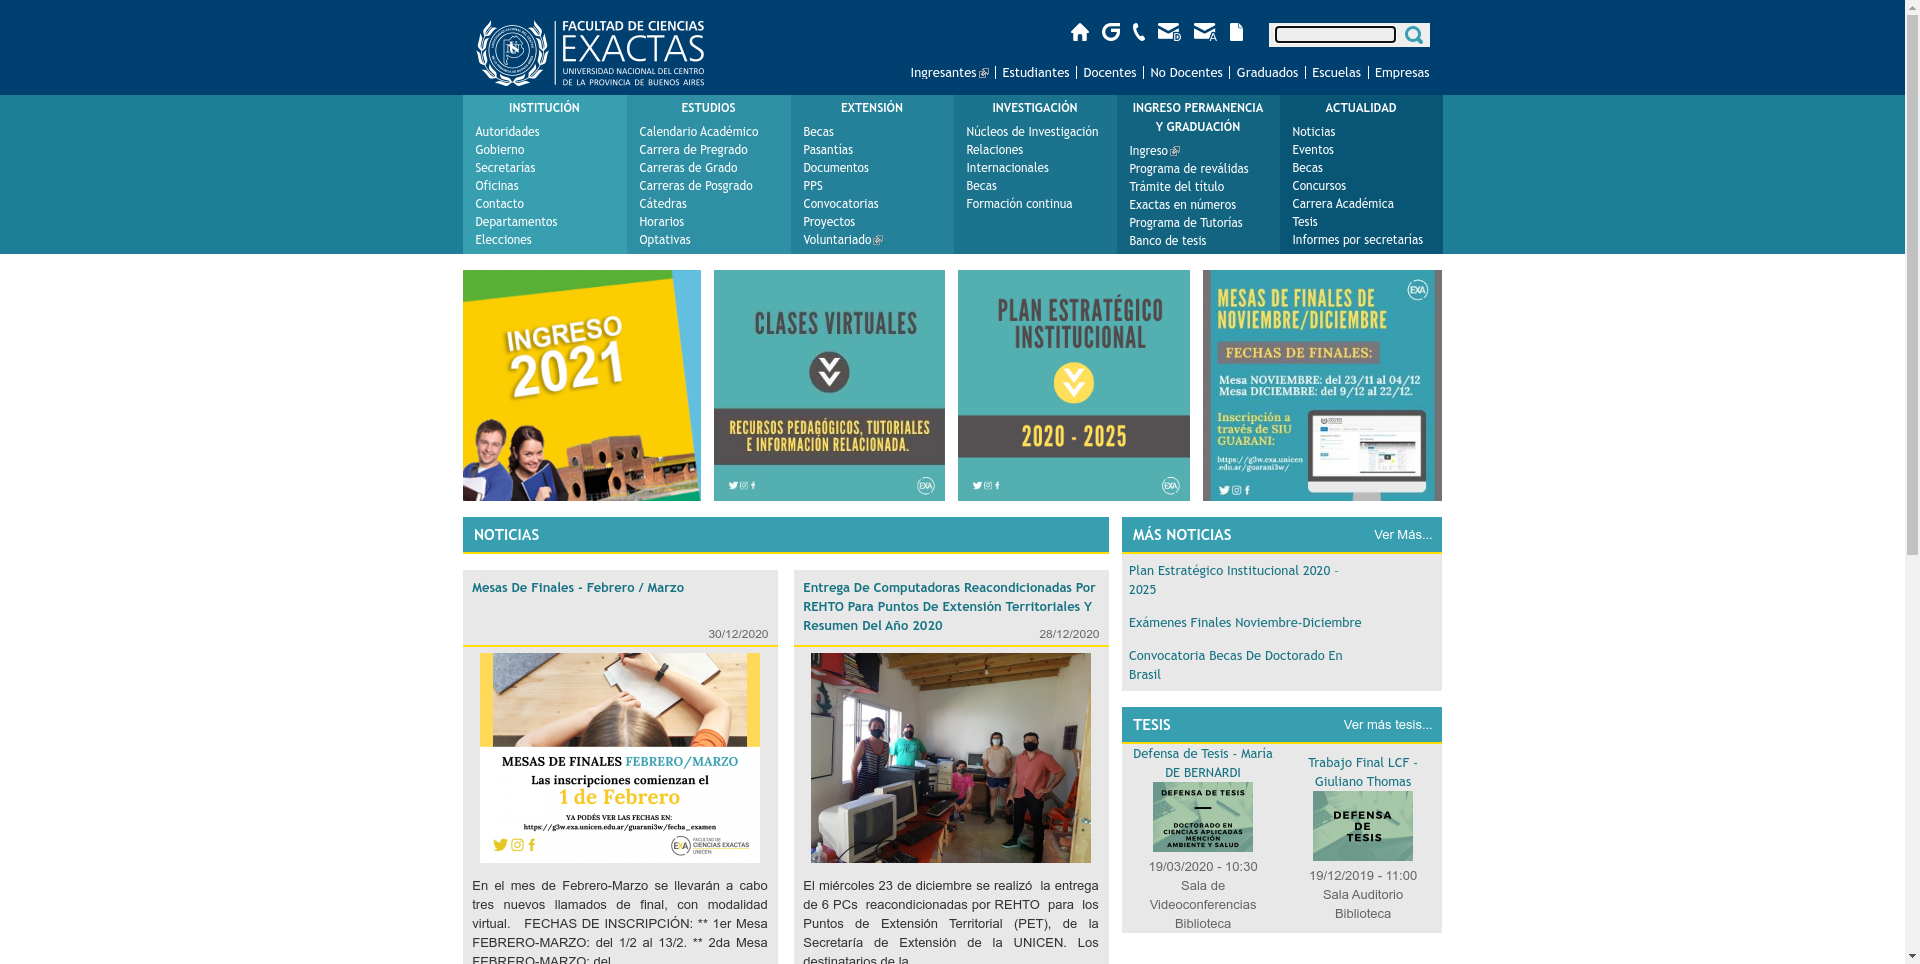 FACULTAD DE CIENCIAS
EXACTAS
UNIVERSIDAD NACIONAL DEL CENTRO
DE LA PROVINCIA DE BUENOS AIRES
Ingresantes | Estudiantes | Docentes | No Docentes | Graduados | Escuelas | Empresas
INSTITUCIÓN
Autoridades
Gobierno
Secretarías
Oficinas
Contacto
Departamentos
Elecciones
ESTUDIOS
Calendario Académico
Carrera de Pregrado
Carreras de Grado
Carreras de Posgrado
Cátedras
Horarios
Optativas
EXTENSIÓN
Becas
Pasantías
Documentos
PPS
Convocatorias
Proyectos
Voluntariado
INVESTIGACIÓN
Núcleos de Investigación
Relaciones
Internacionales
Becas
Formación continua
INGRESO PERMANENCIA
Y GRADUACIÓN
Ingreso
Programa de reválidas
Trámite del título
Exactas en números
Programa de Tutorías
Banco de tesis
ACTUALIDAD
Noticias
Eventos
Becas
Concursos
Carrera Académica
Tesis
Informes por secretarías
INGRESO
2021
CLASES VIRTUALES
RECURSOS PEDAGÓGICOS, TUTORIALES
E INFORMACIÓN RELACIONADA.
EXA
PLAN ESTRATÉGICO
INSTITUCIONAL
2020 - 2025
EXA
EXA
MESAS DE FINALES DE
NOVIEMBRE/DICIEMBRE
FECHAS DE FINALES:
Mesa NOVIEMBRE: del 23/11 al 04/12
Mesa DICIEMBRE: del 9/12 al 22/12.
Inscripción a
través de SIU
GUARANI:
https://g3w.exa.unicen
.edu.ar/guarani3w/
NOTICIAS
Mesas De Finales - Febrero / Marzo
30/12/2020
MESAS DE FINALES FEBRERO/MARZO
Las inscripciones comienzan el
1 de Febrero
YA PODÉS VER LAS FECHAS EN:
https://g3w.exa.unicen.edu.ar/guarani3w/fecha_examen
EXA
FACULTAD DE
CIENCIAS EXACTAS
UNICEN
En el mes de Febrero-Marzo se llevarán a cabo
tres nuevos llamados de final, con modalidad
virtual. FECHAS DE INSCRIPCIÓN: ** 1er Mesa
FEBRERO-MARZO: del 1/2 al 13/2. ** 2da Mesa
FEBRERO-MARZO: del
Entrega De Computadoras Reacondicionadas Por
REHTO Para Puntos De Extensión Territoriales Y
Resumen Del Año 2020
28/12/2020
El miércoles 23 de diciembre se realizó la entrega
de 6 PCs reacondicionadas por REHTO para los
Puntos de Extensión Territorial (PET), de la
Secretaría de Extensión de la UNICEN. Los
destinatarios de la
MÁS NOTICIAS
Ver Más...
Plan Estratégico Institucional 2020 -
2025
Exámenes Finales Noviembre-Diciembre
Convocatoria Becas De Doctorado En
Brasil
TESIS
Ver más tesis...
Defensa de Tesis - María
DE BERNARDI
DEFENSA DE TESIS
DOCTORADO EN
CIENCIAS APLICADAS
MENCIÓN
AMBIENTE Y SALUD
19/03/2020 - 10:30
Sala de
Videoconferencias
Biblioteca
Trabajo Final LCF -
Giuliano Thomas
DEFENSA
DE
TESIS
19/12/2019 - 11:00
Sala Auditorio
Biblioteca